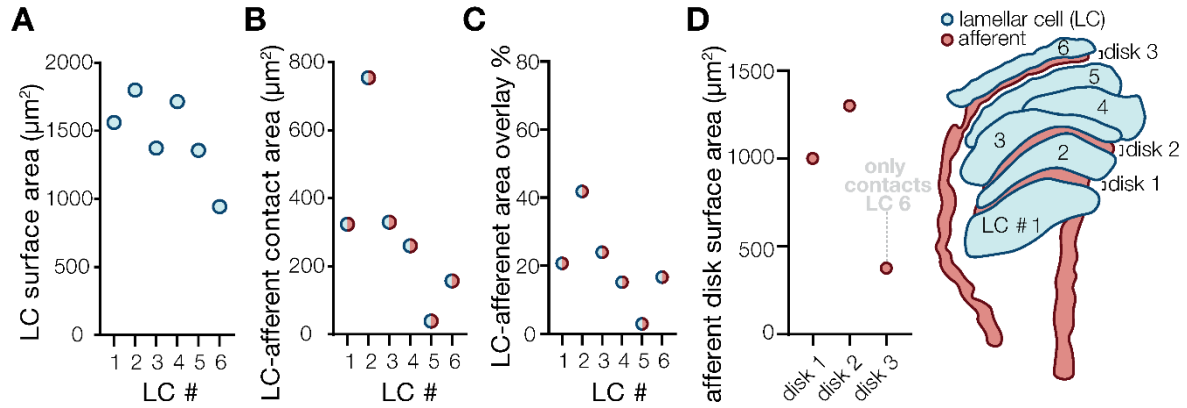 A
LC surface area (µm²)
2000
1500
1000
500
0
1 2 3 4 5 6
LC #
B
LC-afferent contact area (µm²)
800
600
400
200
0
1 2 3 4 5 6
LC #
C
LC-afferenet area overlay %
80
60
40
20
0
1 2 3 4 5 6
LC #
D
afferent disk surface area (µm²)
1500
1000
500
0
only
contacts
LC 6
disk 1
disk 2
disk 3
lamellar cell (LC)
afferent
6
disk 3
5
4
3
disk 2
2
disk 1
LC # 1